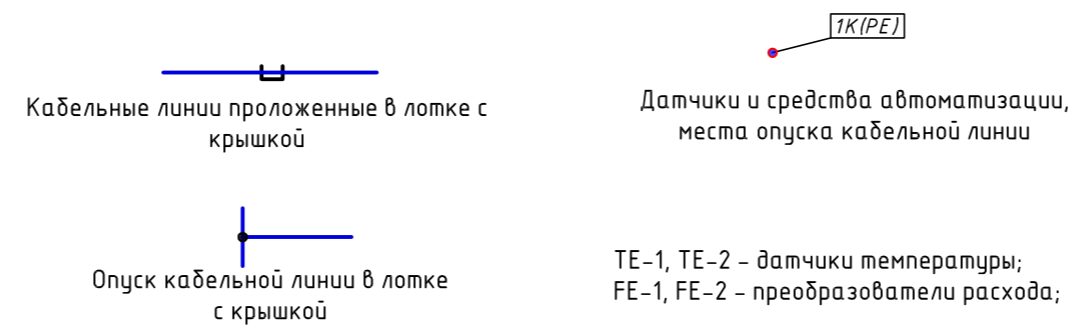 Кабельные линии проложенные в лотке с
крышкой
1К(PE)
Датчики и средства автоматизации,
места опуска кабельной линии
Опуск кабельной линии в лотке
с крышкой
TE-1, TE-2 - датчики температуры;
FE-1, FE-2 - преобразователи расхода;